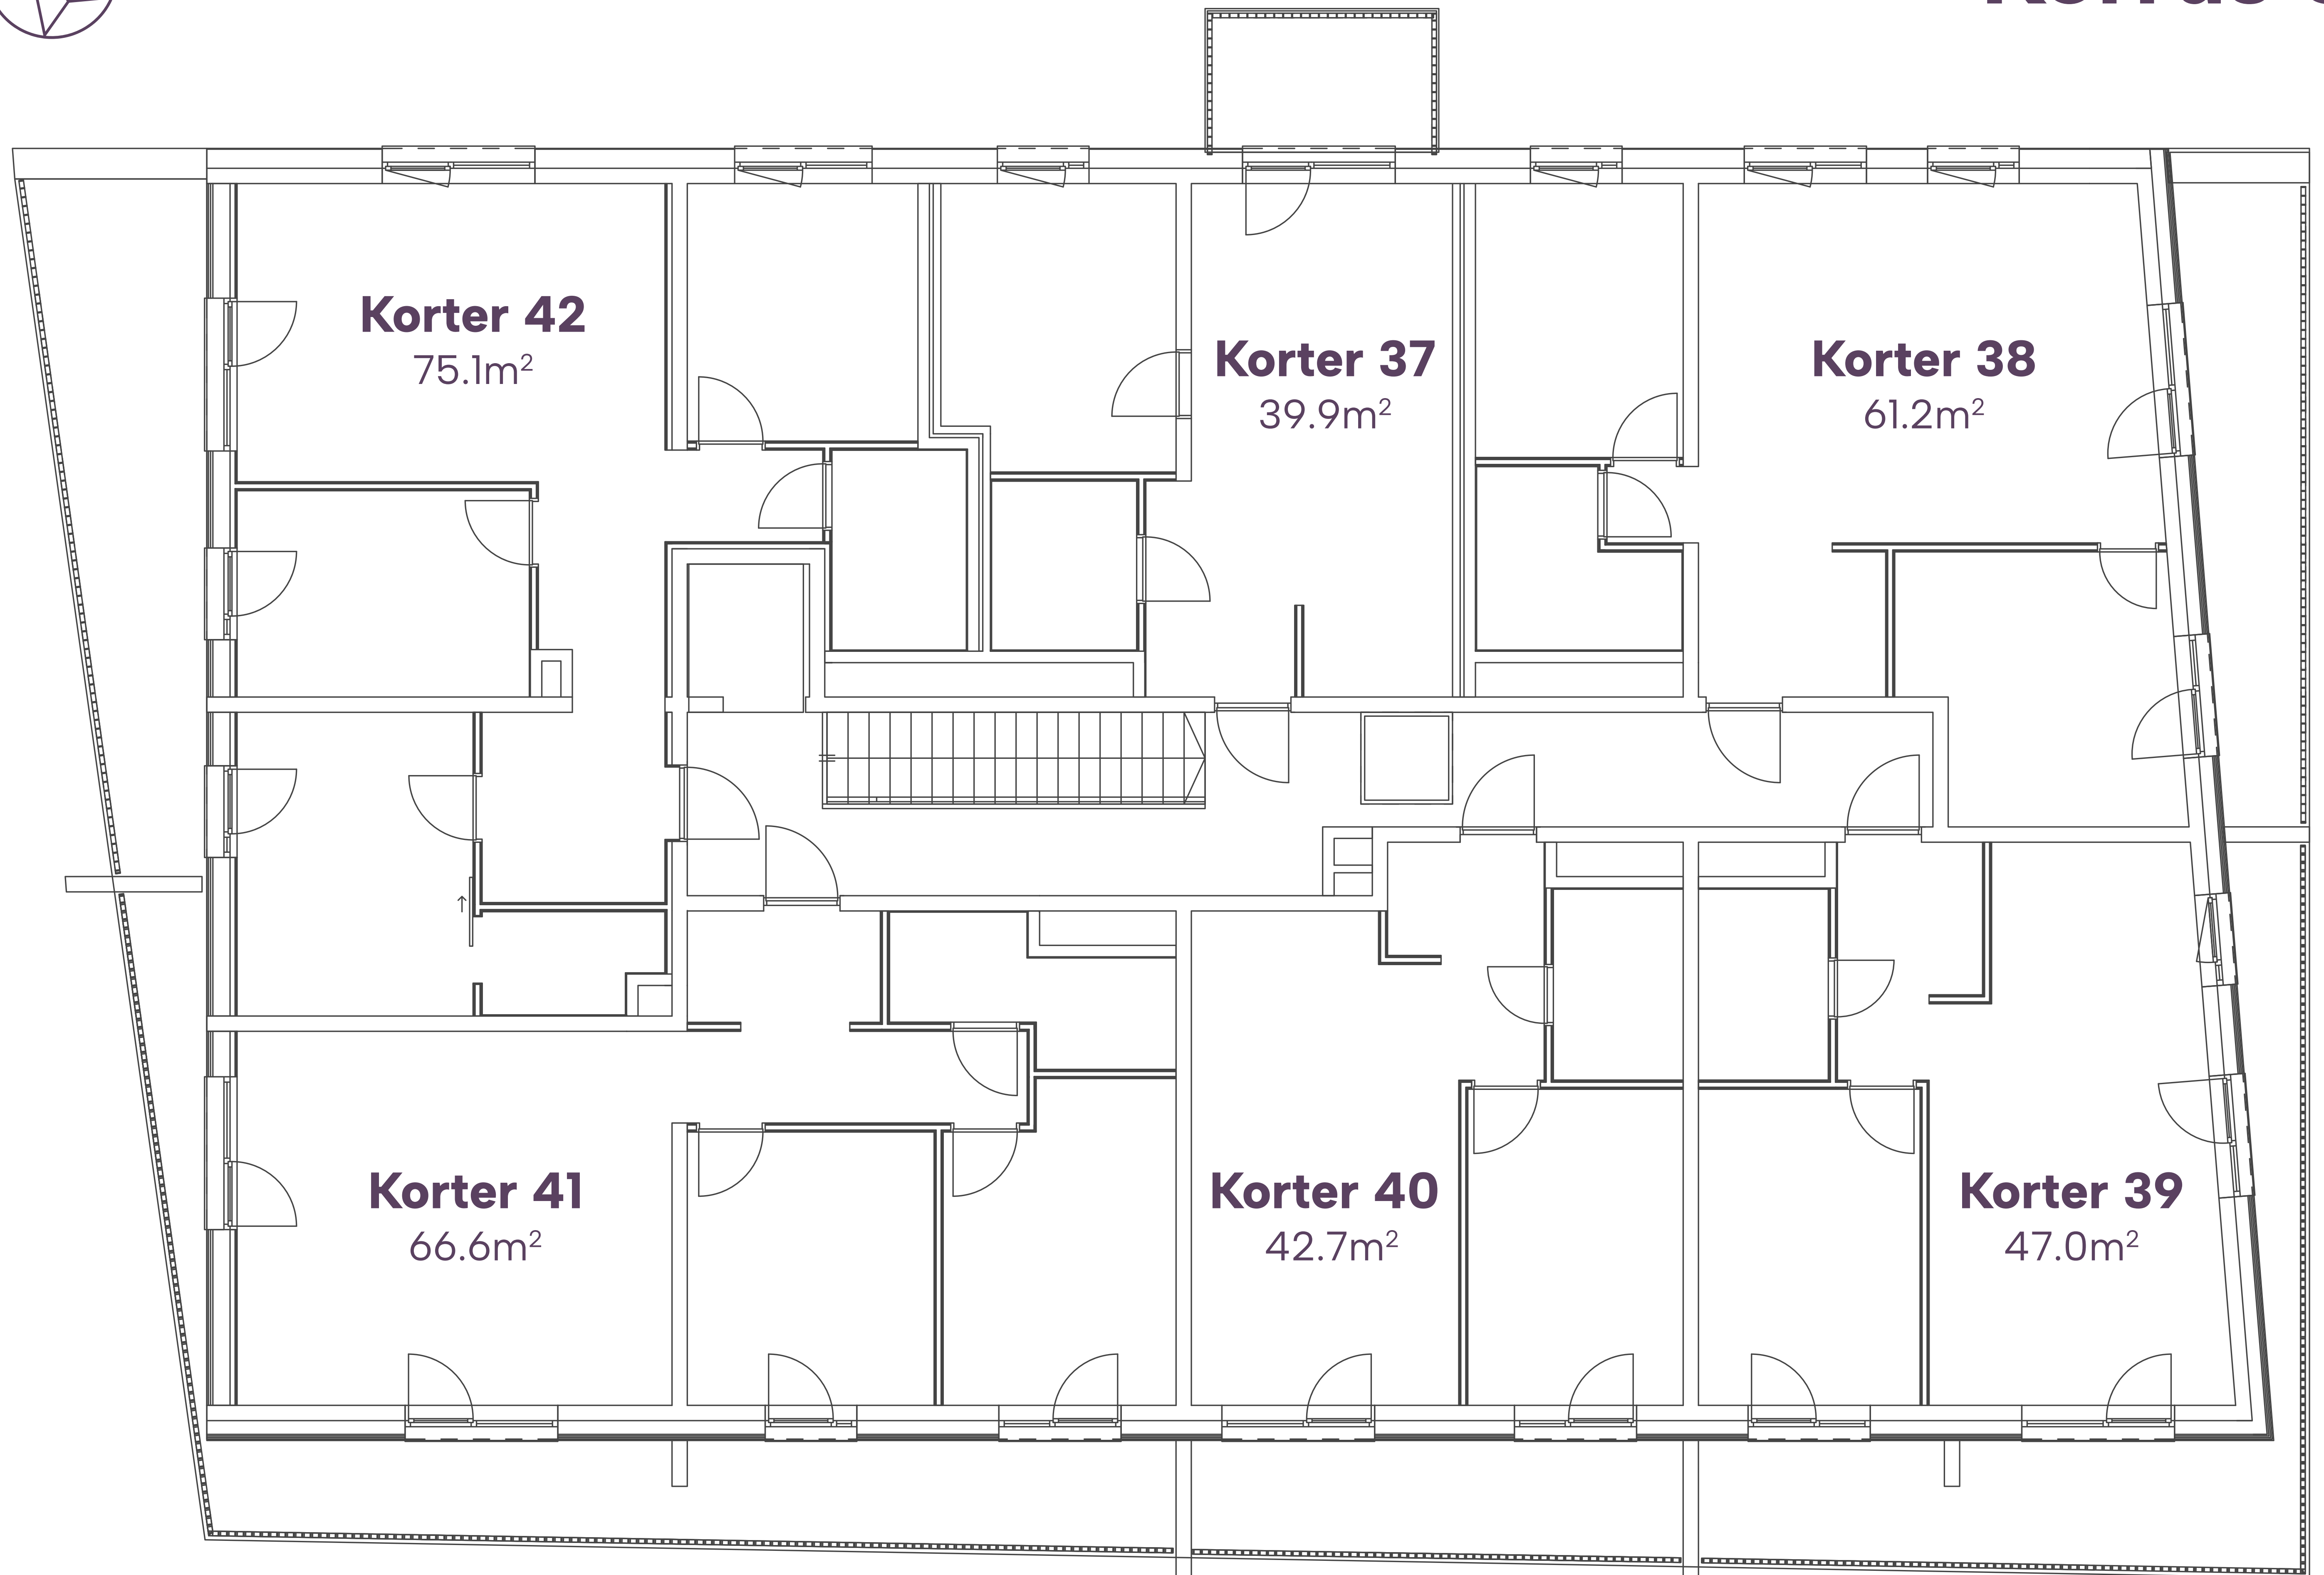 Korter 42
75.1m²
Korter 37
39.9m²
Korter 38
61.2m²
Korter 41
66.6m²
Korter 40
42.7m²
Korter 39
47.0m²